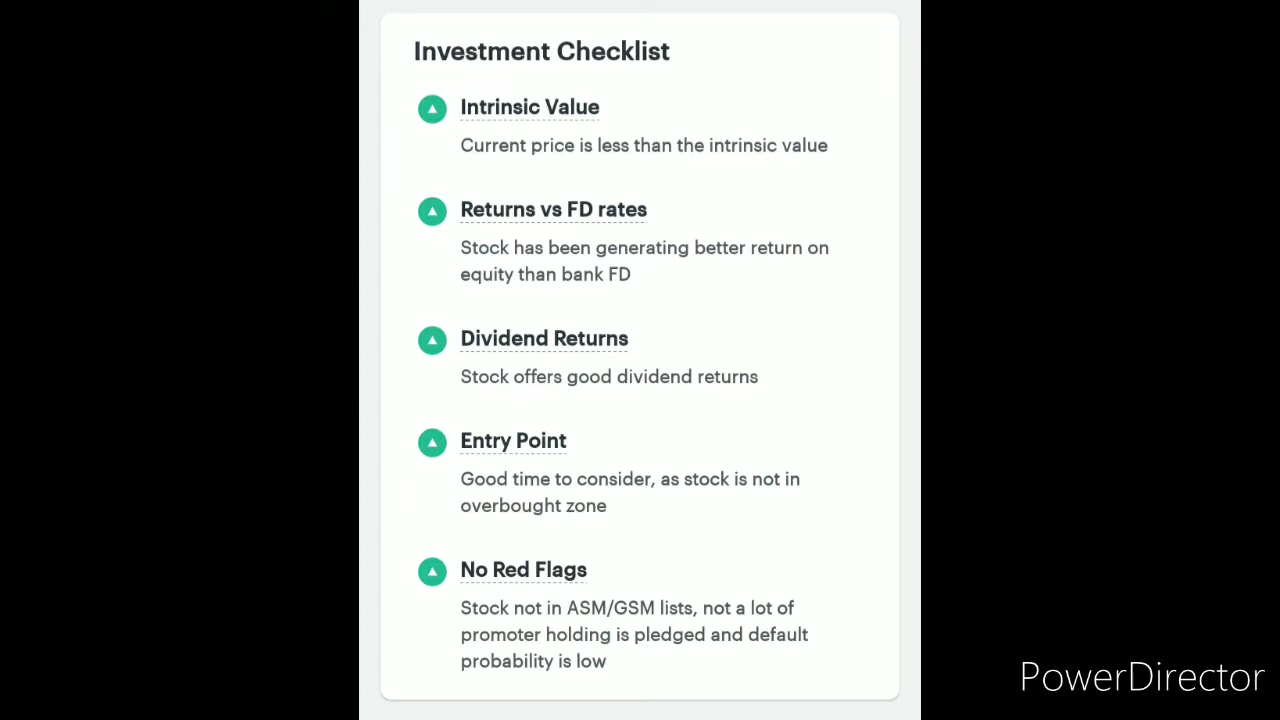 Investment Checklist
Intrinsic Value
Current price is less than the intrinsic value
Returns vs FD rates
Stock has been generating better return on
equity than bank FD
Dividend Returns
Stock offers good dividend returns
Entry Point
Good time to consider, as stock is not in
overbought zone
No Red Flags
Stock not in ASM/GSM lists, not a lot of
promoter holding is pledged and default
probability is low
PowerDirector